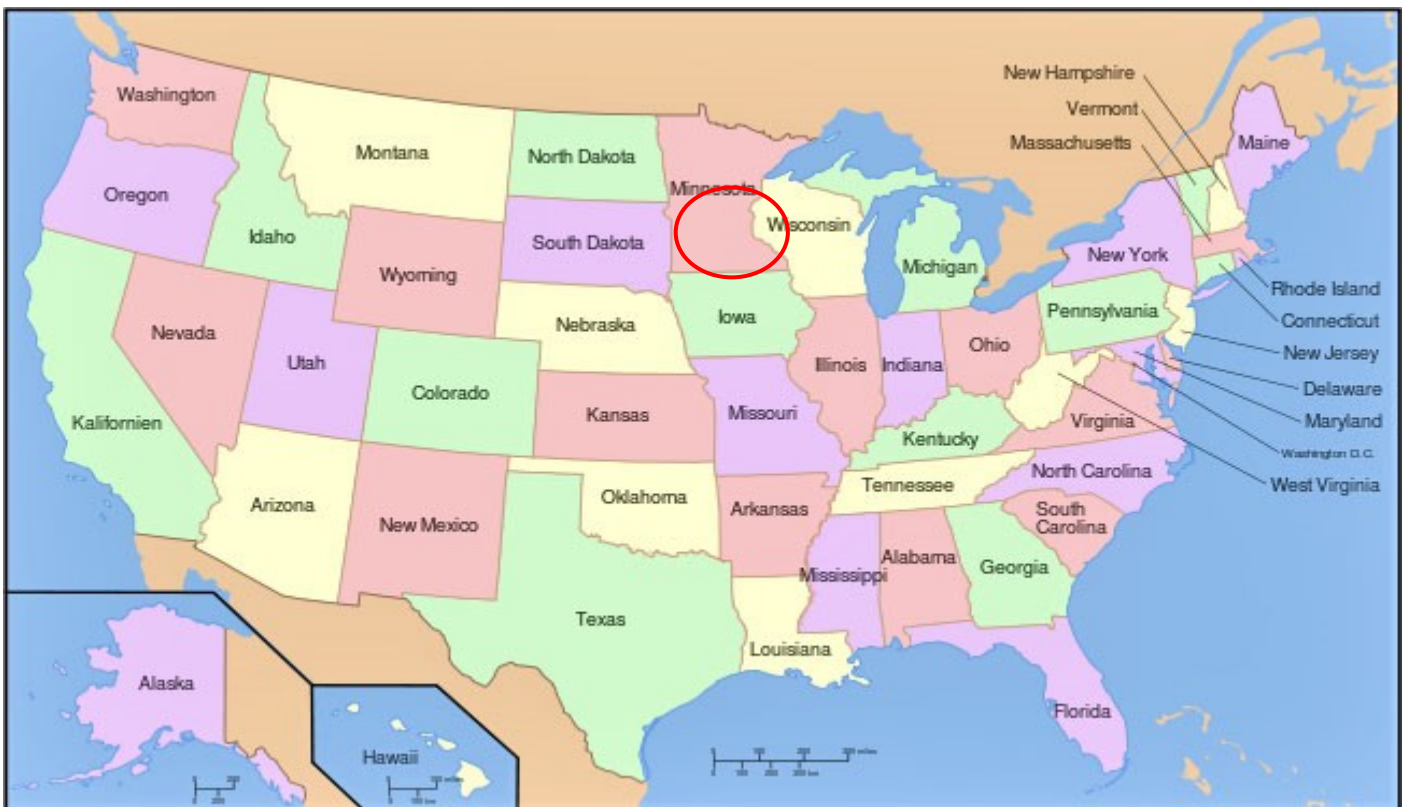 New Hampshire
Washington
Vermont
Massachusetts
Maine
Montana
North Dakota
Minnesota
Oregon
Wisconsin
Idaho
South Dakota
New York
Michigan
Wyoming
Rhode Island
Pennsylvania
Iowa
Connecticut
Nebraska
Nevada
Ohio
New Jersey
Utah
Illinois
Indiana
Delaware
Colorado
Kansas
Missouri
Kalifornien
Virginia
Maryland
Kentucky
Washington D.C.
North Carolina
Tennessee
West Virginia
Oklahoma
Arizona
Arkansas
South
Carolina
New Mexico
Alabama
Georgia
Mississippi
Texas
Louisiana
Alaska
Florida
Hawaii